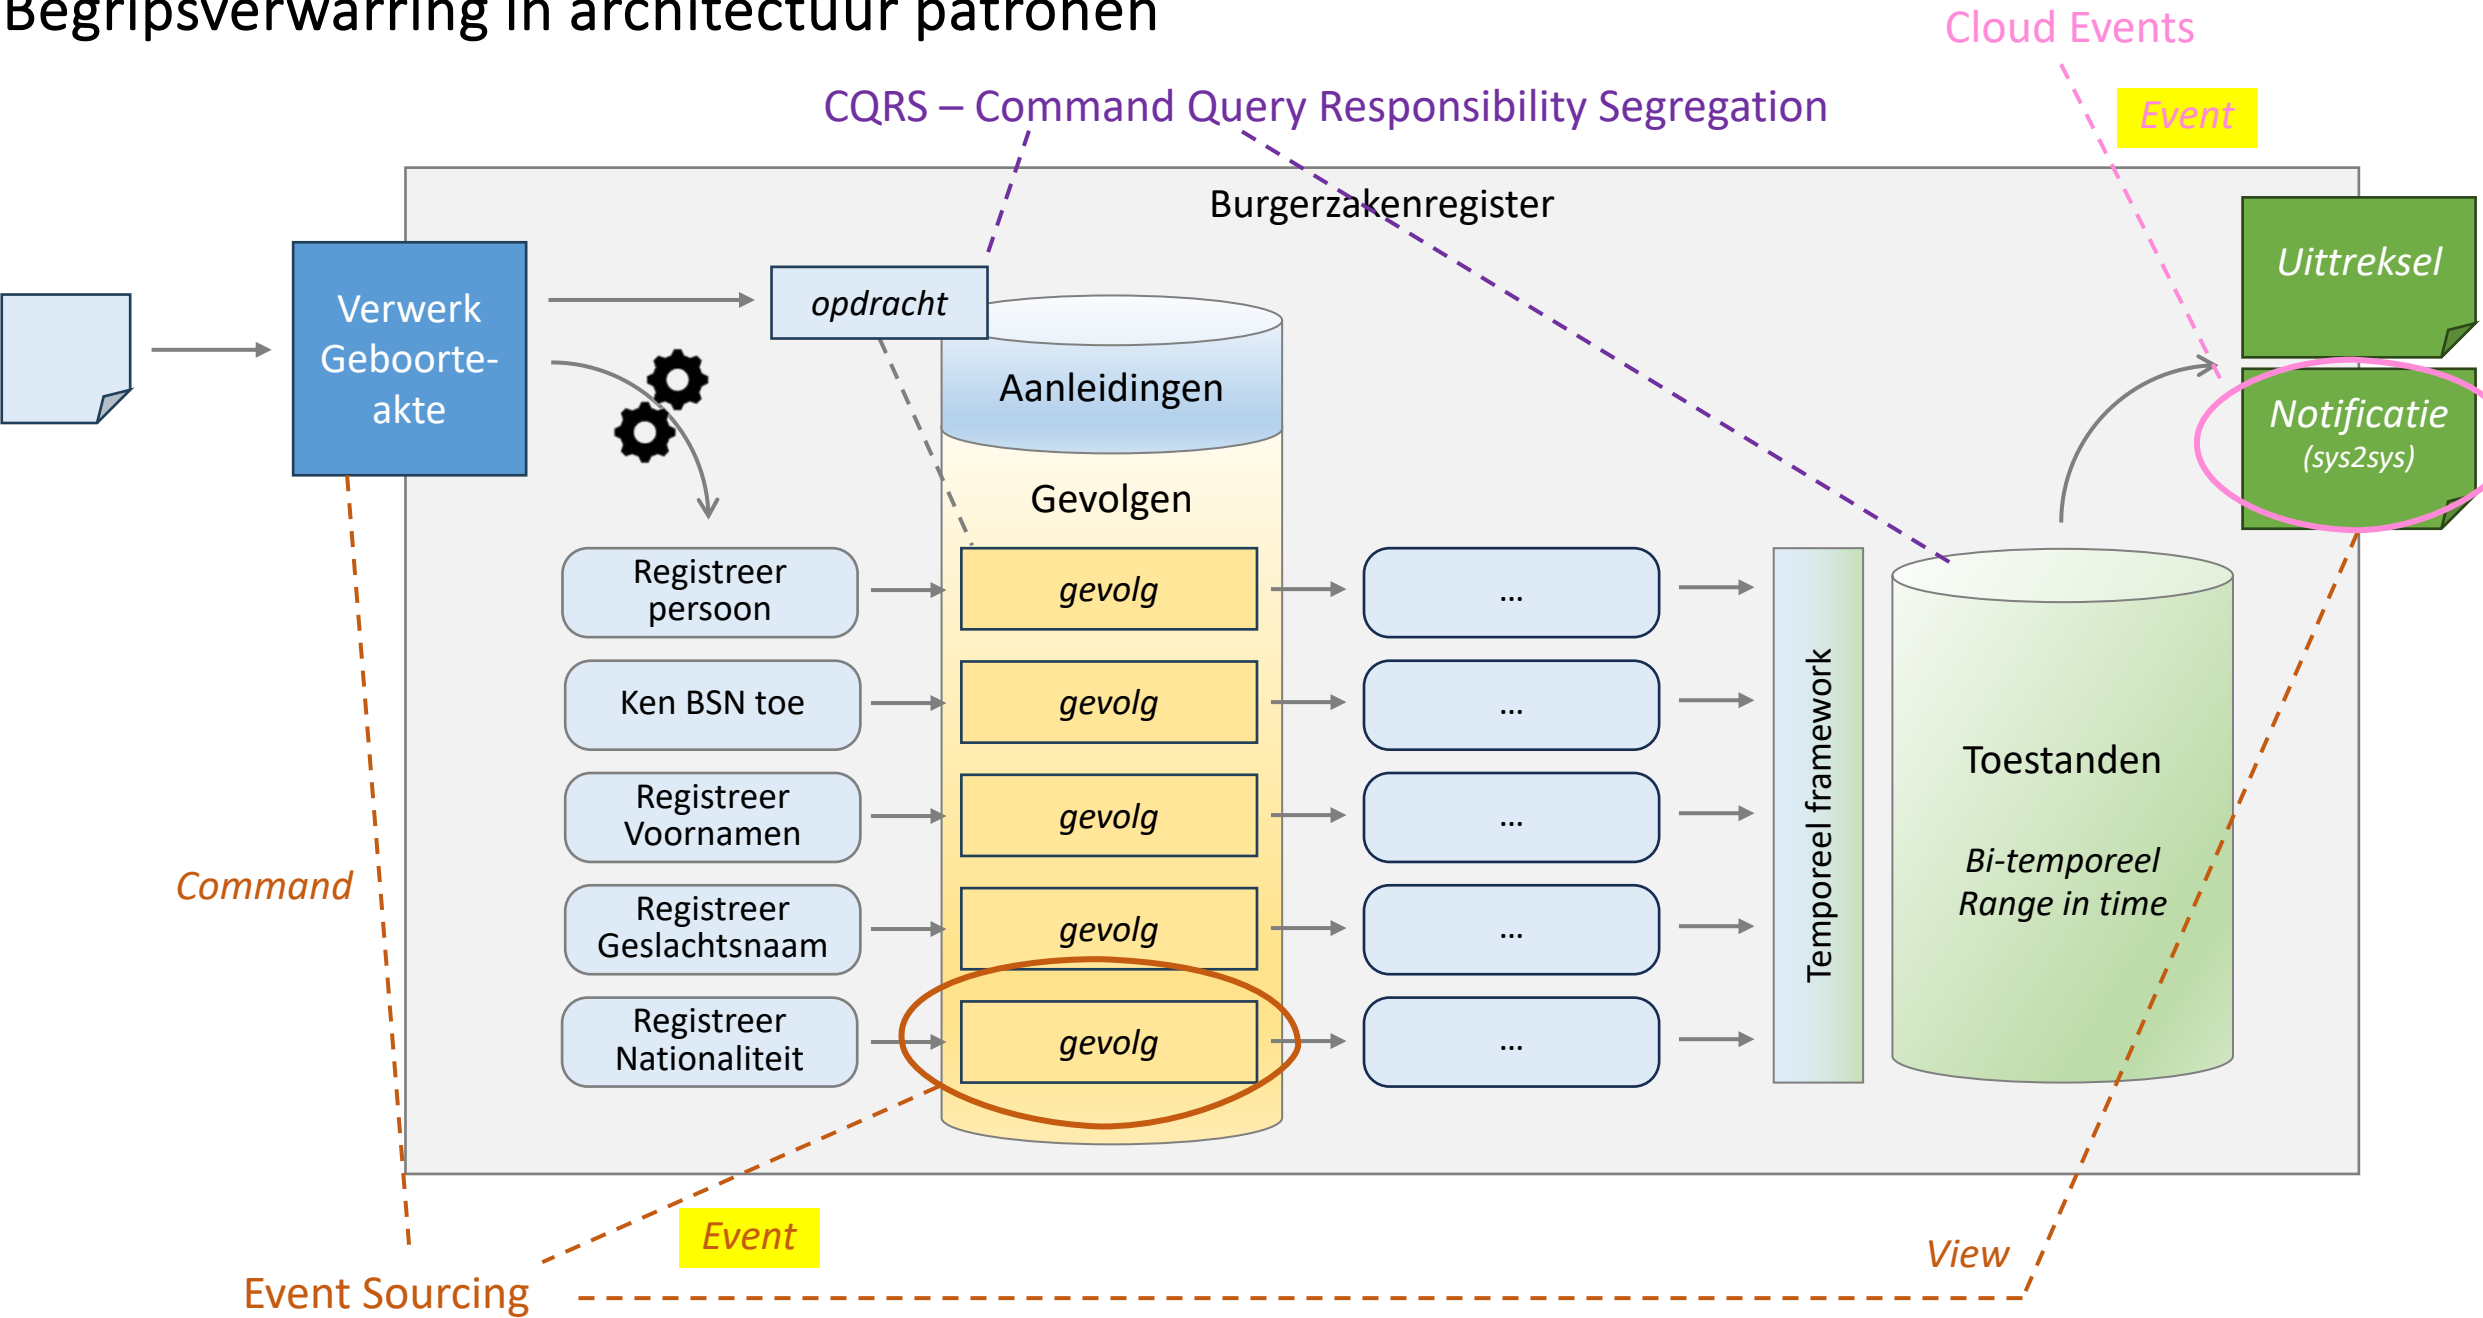 Begripsverwarring in architectuur patronen
Cloud Events
CQRS – Command Query Responsibility Segregation
Event
Burgerzakenregister
Verwerk
Geboorte-
akte
opdracht
Uittreksel
Aanleidingen
Notificatie
(sys2sys)
Gevolgen
Registreer
persoon
gevolg
...
Ken BSN toe
gevolg
...
Registreer
Voornamen
gevolg
...
Registreer
Geslachtsnaam
gevolg
...
Registreer
Nationaliteit
gevolg
...
Temporeel framework
Toestanden
Bi-temporeel
Range in time
Command
Event
View
Event Sourcing